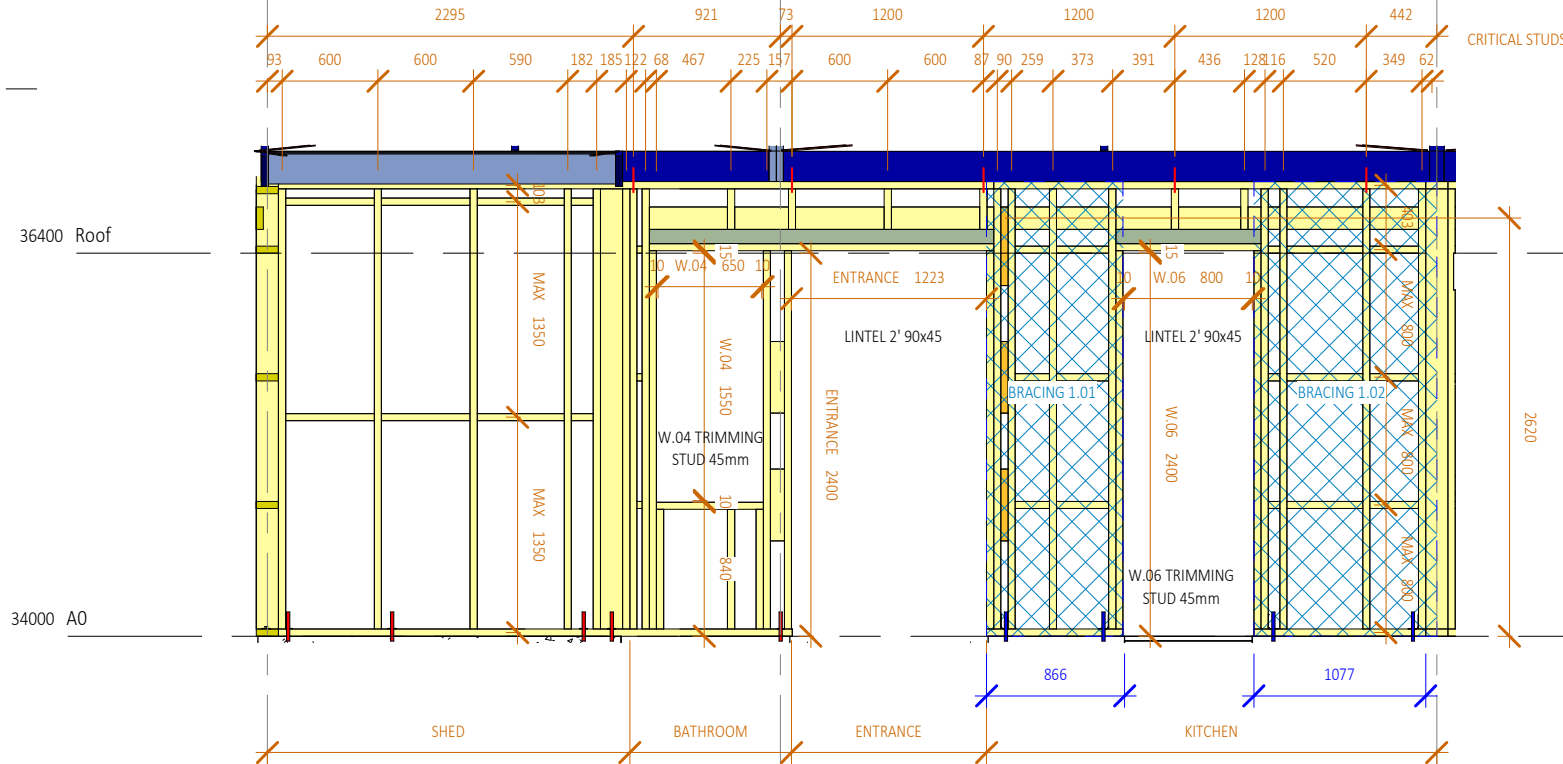 2295 921 73 1200 1200 1200 442
CRITICAL STUDS
93 600 600 590 182 185 122 68 467 225 157 600 600 87 90 259 373 391 436 128 116 520 349 62
36400 Roof
34000 A0
103
MAX 1350
MAX 1350
15
10 W.04 650 10
W.04 1550
W.04 TRIMMING
STUD 45mm
10
840
ENTRANCE 1223
LINTEL 2' 90x45
ENTRANCE 2400
BRACING 1.01
15
10 W.06 800 10
LINTEL 2' 90x45
W.06 2400
W.06 TRIMMING
STUD 45mm
BRACING 1.02
403
MAX 800
MAX 800
MAX 800
2620
866
1077
SHED
BATHROOM
ENTRANCE
KITCHEN